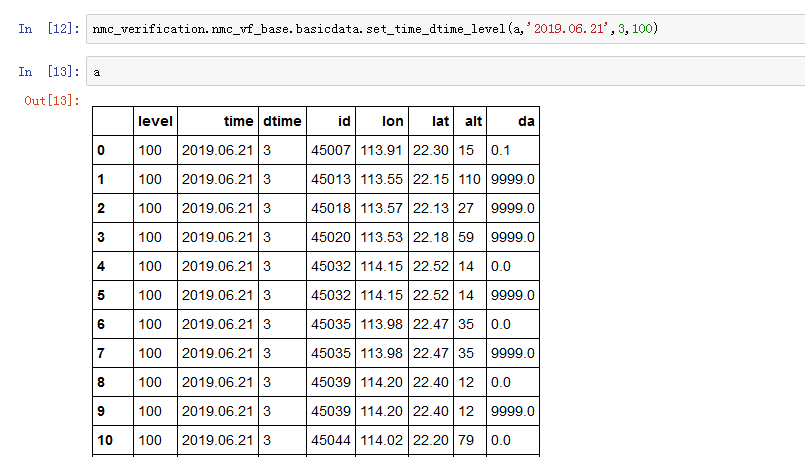 In [12]: nmc_verification.nmc_vf_base.basicdata.set_time_dtime_level(a,'2019.06.21',3,100)
In [13]: a
Out[13]:
level time dtime id lon lat alt da
0 100 2019.06.21 3 45007 113.91 22.30 15 0.1
1 100 2019.06.21 3 45013 113.55 22.15 110 9999.0
2 100 2019.06.21 3 45018 113.57 22.13 27 9999.0
3 100 2019.06.21 3 45020 113.53 22.18 59 9999.0
4 100 2019.06.21 3 45032 114.15 22.52 14 0.0
5 100 2019.06.21 3 45032 114.15 22.52 14 9999.0
6 100 2019.06.21 3 45035 113.98 22.47 35 0.0
7 100 2019.06.21 3 45035 113.98 22.47 35 9999.0
8 100 2019.06.21 3 45039 114.20 22.40 12 0.0
9 100 2019.06.21 3 45039 114.20 22.40 12 9999.0
10 100 2019.06.21 3 45044 114.02 22.20 79 0.0